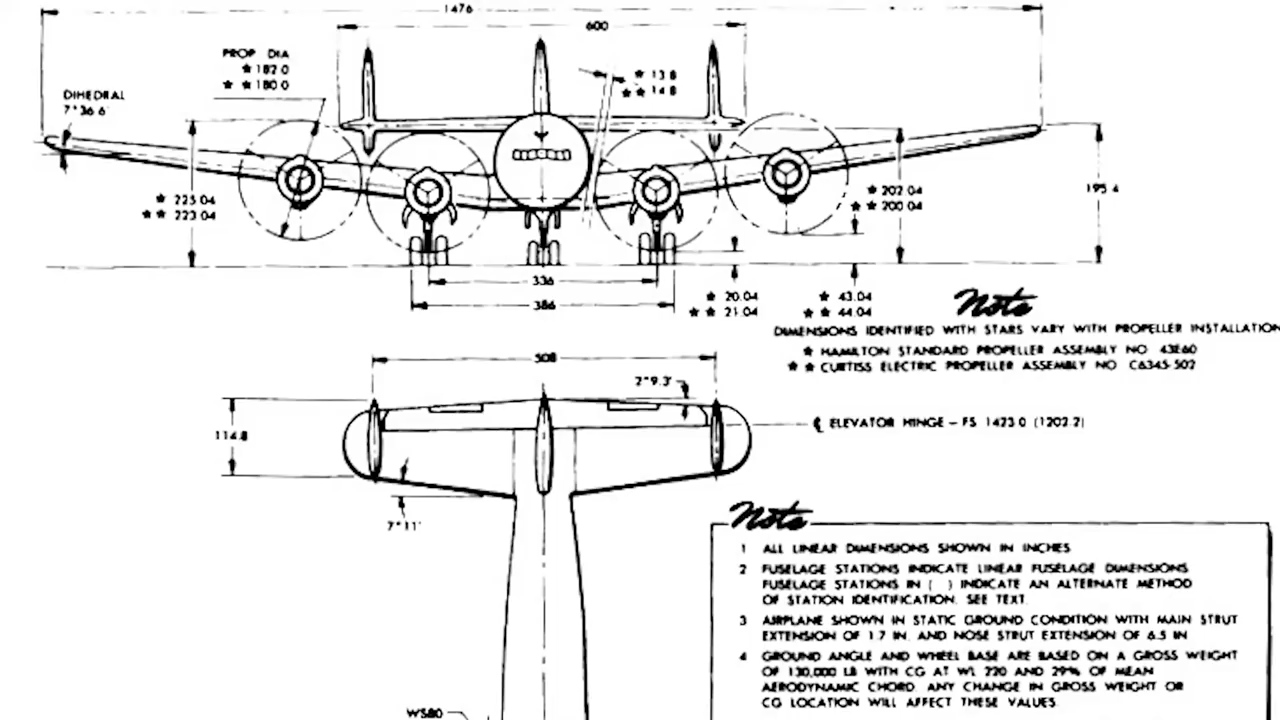 1476
600
PROP DIA
★ 182.0
★ ★ 180.0
★ 13.8
★★ 14.8
DIHEDRAL
7°36.6'
★ 225.04
★★ 223.04
★ 202.04
★★ 200.04
195.4
336
386
★ 20.04
★★ 21.04
★ 43.04
★★ 44.04
Note
DIMENSIONS IDENTIFIED WITH STARS VARY WITH PROPELLER INSTALLATION
★ HAMILTON STANDARD PROPELLER ASSEMBLY NO 43E60
★★ CURTISS ELECTRIC PROPELLER ASSEMBLY NO C634S-502
508
2°9.3'
114.8
℄ ELEVATOR HINGE – FS 1423.0 (1202.2)
7°11'
Note
1 ALL LINEAR DIMENSIONS SHOWN IN INCHES
2 FUSELAGE STATIONS INDICATE LINEAR FUSELAGE DIMENSIONS
FUSELAGE STATIONS IN ( ) INDICATE AN ALTERNATE METHOD
OF STATION IDENTIFICATION. SEE TEXT.
3 AIRPLANE SHOWN IN STATIC GROUND CONDITION WITH MAIN STRUT
EXTENSION OF 1.7 IN. AND NOSE STRUT EXTENSION OF 6.5 IN
4 GROUND ANGLE AND WHEEL BASE ARE BASED ON A GROSS WEIGHT
OF 130,000 LB WITH CG AT WL 220 AND 29% OF MEAN
AERODYNAMIC CHORD. ANY CHANGE IN GROSS WEIGHT OR
CG LOCATION WILL AFFECT THESE VALUES.
WS80